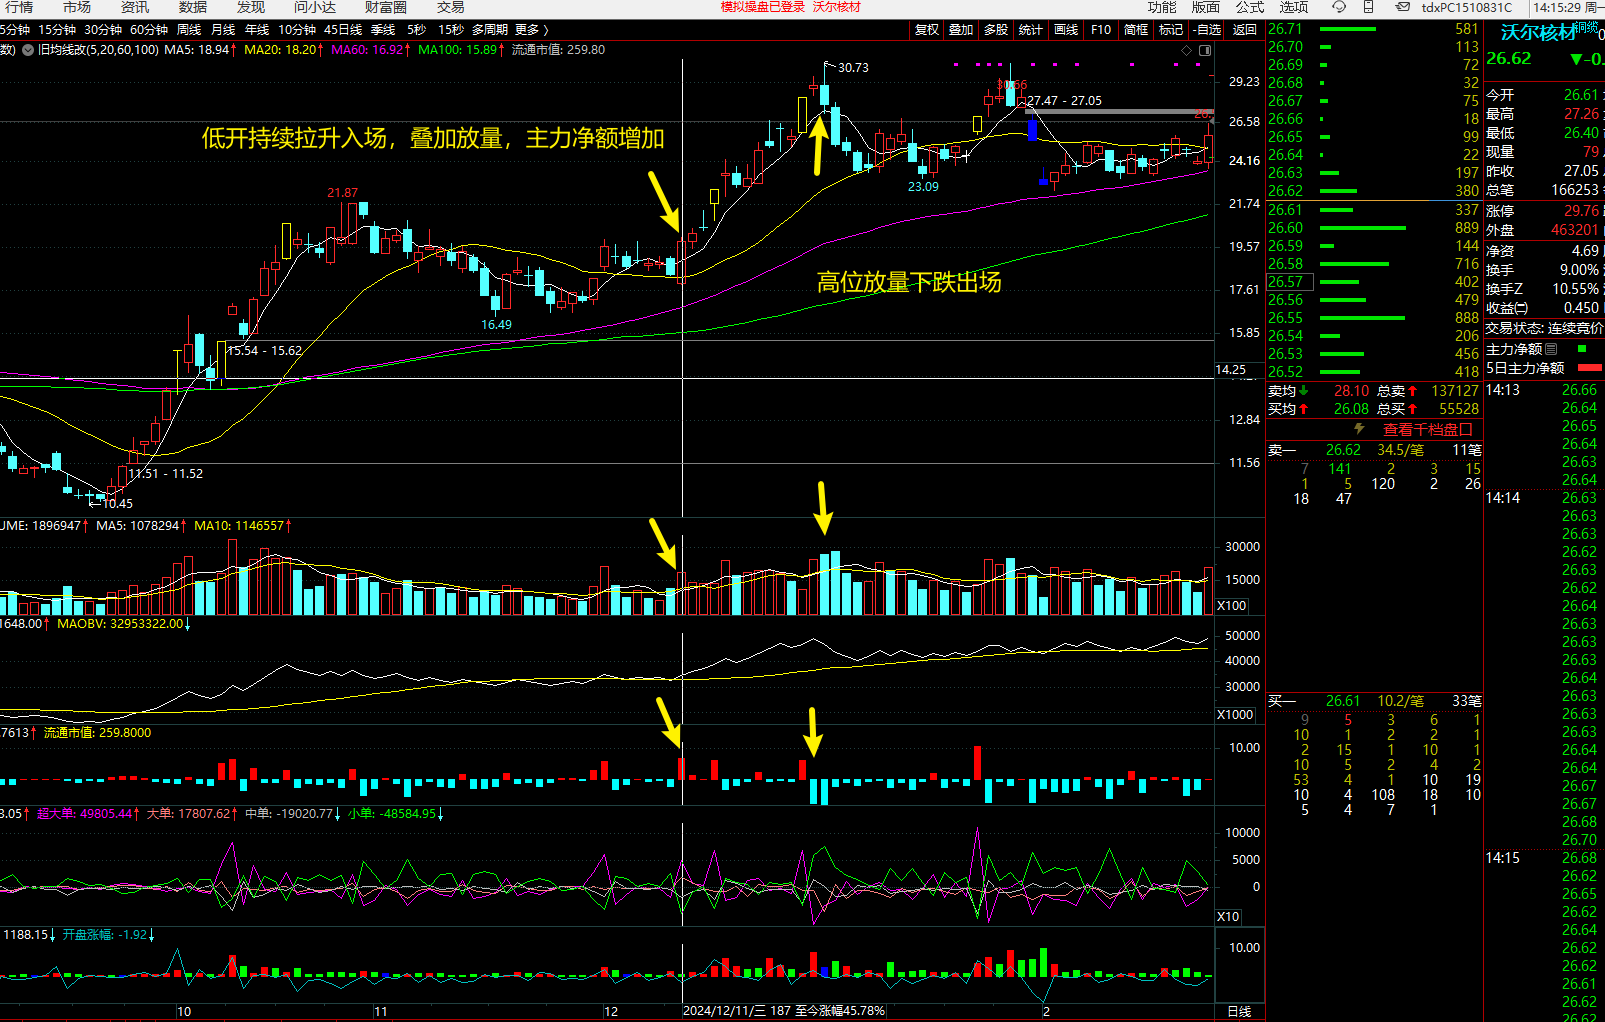 行情 市场 资讯 数据 发现 问小达 财富圈 交易 模拟操盘已登录 沃尔核材 功能 版面 公式 选项 tdxPC1510831C 14:15:29 周一
5分钟 15分钟 30分钟 60分钟 周线 月线 年线 10分钟 45日线 季线 5秒 15秒 多周期 更多 〉 复权 叠加 多股 统计 画线 F10 简框 标记 -自选 返回
数) 旧均线改(5,20,60,100) MA5: 18.94↑ MA20: 18.20↑ MA60: 16.92↑ MA100: 15.89↑ 流通市值: 259.80
30.73
29.23
30.66
27.47 - 27.05
26.58
低开持续拉升入场，叠加放量，主力净额增加
24.16
23.09
21.87
21.74
19.57
高位放量下跌出场
17.61
16.49
15.85
15.54 - 15.62
14.25
12.84
11.56
11.51 - 11.52
10.45
UME: 1896947↑ MA5: 1078294↑ MA10: 1146557↑
30000
15000
X100
1648.00↑ MAOBV: 32953322.00↓
50000
40000
30000
X1000
.7613↑ 流通市值: 259.8000
10.00
3.05↑ 超大单: 49805.44↑ 大单: 17807.62↑ 中单: -19020.77↓ 小单: -48584.95↓
10000
5000
0
X10
1188.15↓ 开盘涨幅: -1.92↓
10.00
10 11 12 2024/12/11/三 187 至今涨幅45.78% 2 日线
26.71 581
26.70 113
26.69 72
26.68 32
26.67 75
26.66 18
26.65 99
26.64 22
26.63 197
26.62 380
26.61 337
26.60 889
26.59 144
26.58 716
26.57 402
26.56 479
26.55 888
26.54 206
26.53 456
26.52 418
卖均↓ 28.10 总卖↑ 137127
买均↑ 26.08 总买↑ 55528
查看千档盘口
卖一 26.62 34.5/笔 11笔
7 141 2 3 15
1 5 120 2 26
18 47
买一 26.61 10.2/笔 33笔
9 5 3 6 1
10 1 2 2 1
2 15 1 10 1
10 5 2 4 2
53 4 1 10 19
10 4 108 18 10
5 4 7 1
沃尔核材 铜缆
26.62 ▼-0.
今开 26.61
最高 27.26
最低 26.40
现量 79
昨收 27.05
总笔 166253
涨停 29.76
外盘 463201
净资 4.69
换手 9.00%
换手Z 10.55%
收益㈡ 0.450
交易状态: 连续竞价
主力净额
5日主力净额
14:13 26.66
26.64
26.65
26.64
26.63
26.64
14:14 26.63
26.63
26.63
26.62
26.63
26.62
26.64
26.63
26.63
26.63
26.64
26.63
26.63
26.63
26.64
26.64
26.67
26.67
26.68
26.70
14:15 26.68
26.62
26.65
26.62
26.64
26.62
26.62
26.61
26.62
26.62